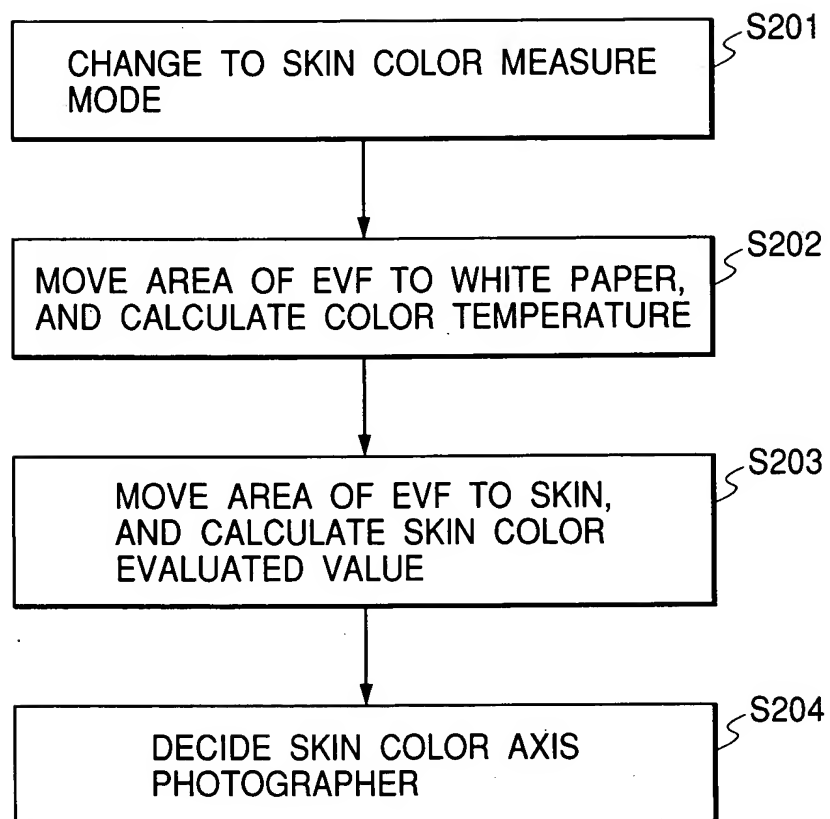 S201
CHANGE TO SKIN COLOR MEASURE
MODE
S202
MOVE AREA OF EVF TO WHITE PAPER,
AND CALCULATE COLOR TEMPERATURE
S203
MOVE AREA OF EVF TO SKIN,
AND CALCULATE SKIN COLOR
EVALUATED VALUE
S204
DECIDE SKIN COLOR AXIS
PHOTOGRAPHER